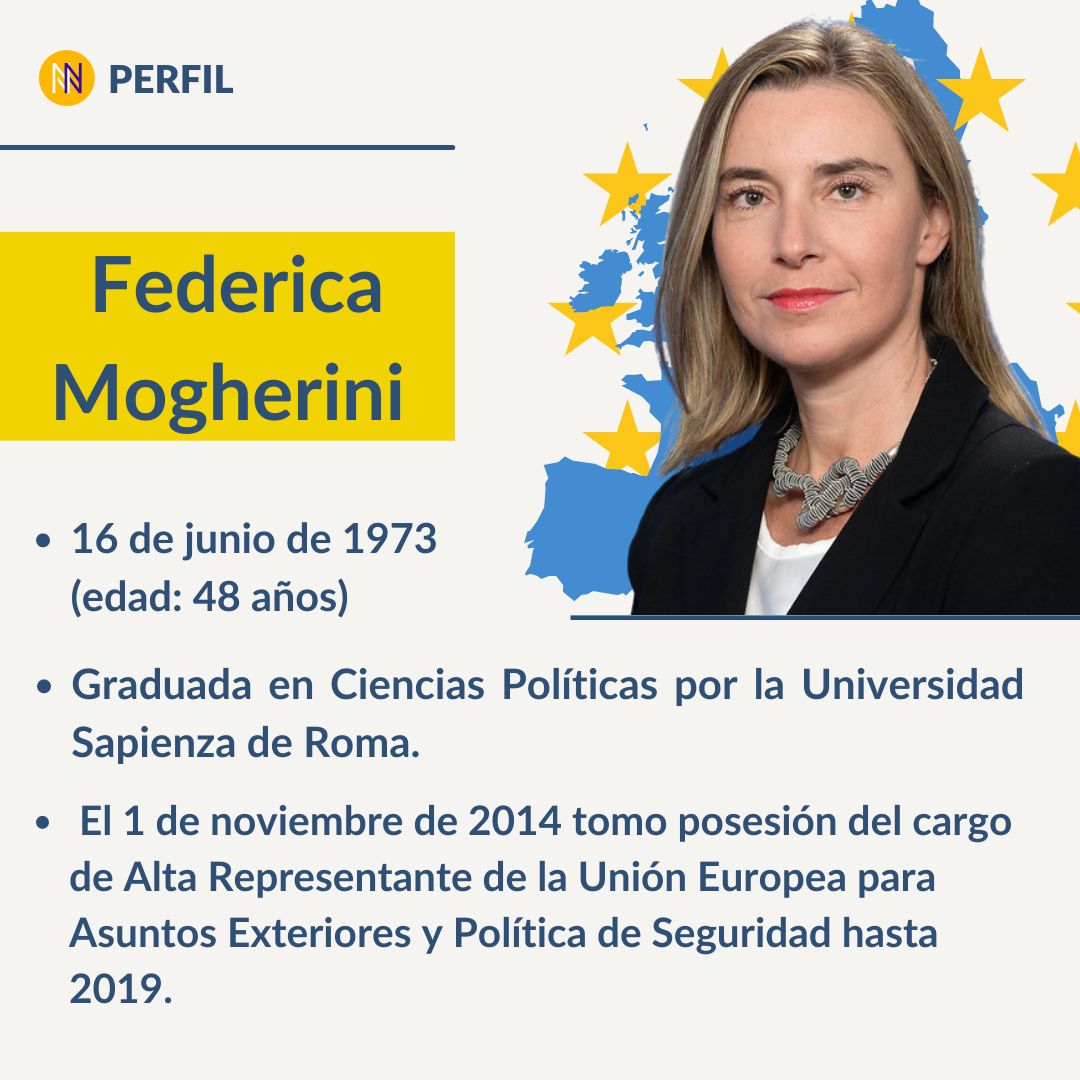 NN PERFIL
Federica
Mogherini
• 16 de junio de 1973
(edad: 48 años)
• Graduada en Ciencias Políticas por la Universidad
Sapienza de Roma.
• El 1 de noviembre de 2014 tomo posesión del cargo
de Alta Representante de la Unión Europea para
Asuntos Exteriores y Política de Seguridad hasta
2019.